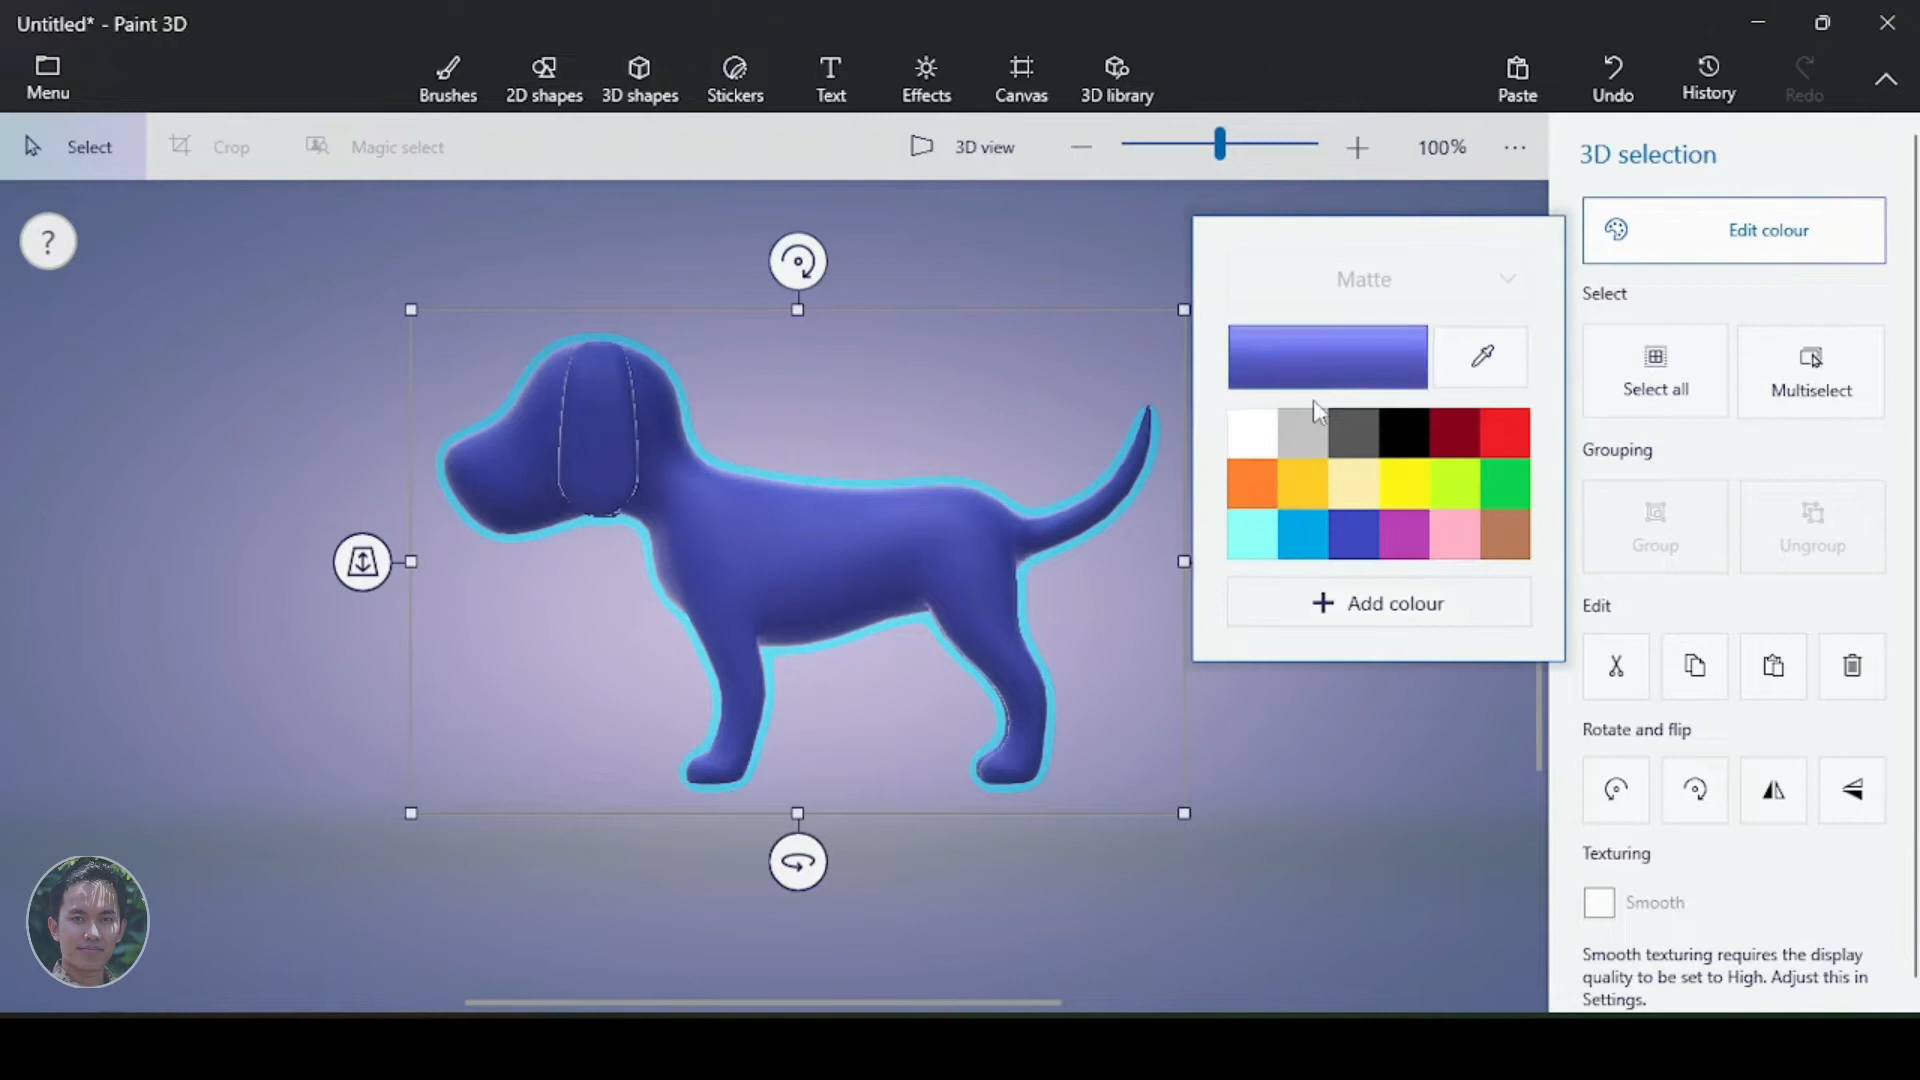 Untitled* - Paint 3D
Menu
Brushes
2D shapes
3D shapes
Stickers
Text
Effects
Canvas
3D library
Paste
Undo
History
Redo
Select
Crop
Magic select
3D view
100%
3D selection
?
Edit colour
Matte
Select
Select all
Multiselect
Grouping
Group
Ungroup
Add colour
Edit
Rotate and flip
Texturing
Smooth
Smooth texturing requires the display
quality to be set to High. Adjust this in
Settings.